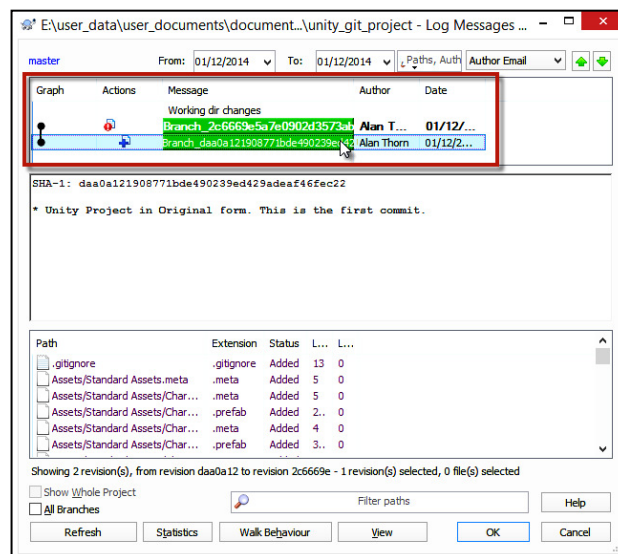 E:\user_data\user_documents\document...\unity_git_project - Log Messages ...
master From: 01/12/2014 To: 01/12/2014 Paths, Auth Author Email
Graph Actions Message Author Date
Working dir changes
Branch_2c6669e5a7e0902d3573ab Alan T... 01/12/...
Branch_daa0a121908771bde490239ed42 Alan Thorn 01/12/2...
SHA-1: daa0a121908771bde490239ed429adeaf46fec22
* Unity Project in Original form. This is the first commit.
Path Extension Status L... L...
.gitignore .gitignore Added 13 0
Assets/Standard Assets.meta .meta Added 5 0
Assets/Standard Assets/Char... .meta Added 5 0
Assets/Standard Assets/Char... .prefab Added 2.. 0
Assets/Standard Assets/Char... .meta Added 4 0
Assets/Standard Assets/Char... .prefab Added 3.. 0
Showing 2 revision(s), from revision daa0a12 to revision 2c6669e - 1 revision(s) selected, 0 file(s) selected
Show Whole Project
All Branches
Filter paths
Help
Refresh Statistics Walk Behaviour View OK Cancel